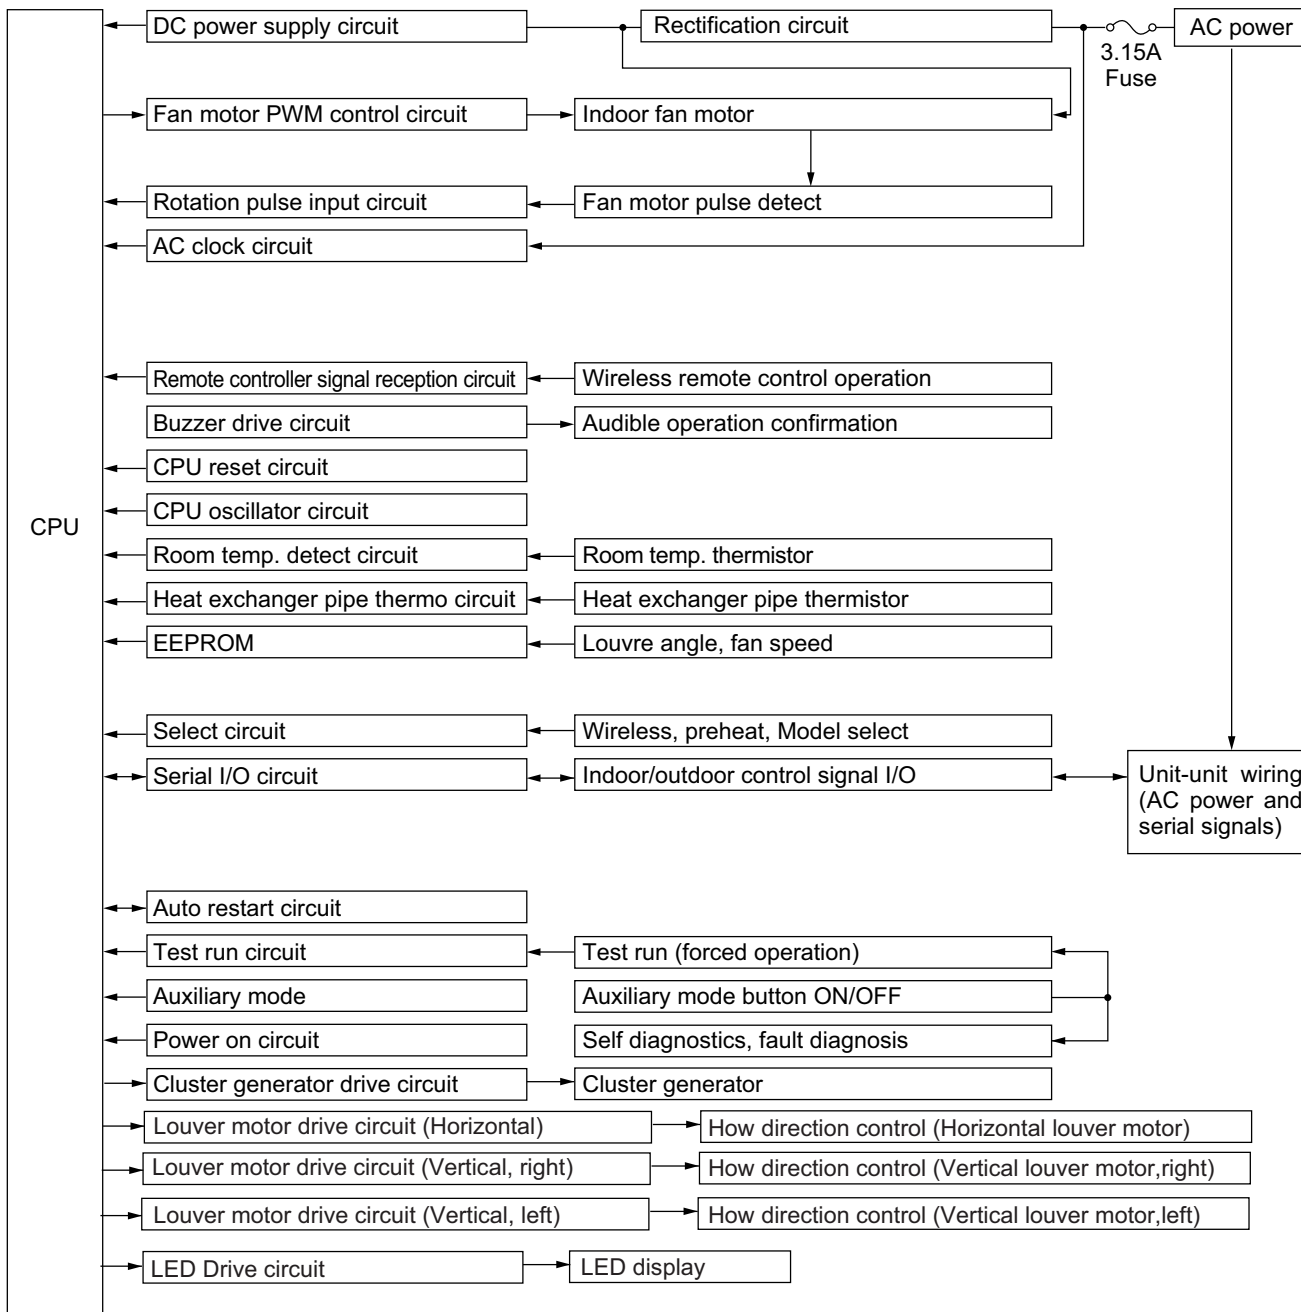 DC power supply circuit
Rectification circuit
AC power
3.15A
Fuse
Fan motor PWM control circuit
Indoor fan motor
Rotation pulse input circuit
Fan motor pulse detect
AC clock circuit
Remote controller signal reception circuit
Wireless remote control operation
Buzzer drive circuit
Audible operation confirmation
CPU reset circuit
CPU oscillator circuit
CPU
Room temp. detect circuit
Room temp. thermistor
Heat exchanger pipe thermo circuit
Heat exchanger pipe thermistor
EEPROM
Louvre angle, fan speed
Select circuit
Wireless, preheat, Model select
Serial I/O circuit
Indoor/outdoor control signal I/O
Unit-unit wiring
(AC power and
serial signals)
Auto restart circuit
Test run circuit
Test run (forced operation)
Auxiliary mode
Auxiliary mode button ON/OFF
Power on circuit
Self diagnostics, fault diagnosis
Cluster generator drive circuit
Cluster generator
Louver motor drive circuit (Horizontal)
How direction control (Horizontal louver motor)
Louver motor drive circuit (Vertical, right)
How direction control (Vertical louver motor,right)
Louver motor drive circuit (Vertical, left)
How direction control (Vertical louver motor,left)
LED Drive circuit
LED display